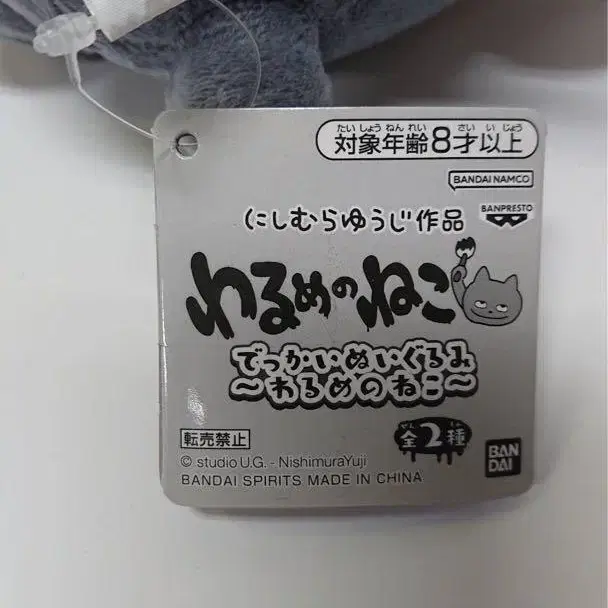 たいしょうねんれい さいいじょう
対象年齢8才以上
BANDAI NAMCO
BANPRESTO
にしむらゆうじ作品
わるめのねこ
でっかいぬいぐるみ
〜わるめのねこ〜
転売禁止
ぜん しゅ
全2種
BAN
DAI
© studio U.G. - NishimuraYuji
BANDAI SPIRITS MADE IN CHINA